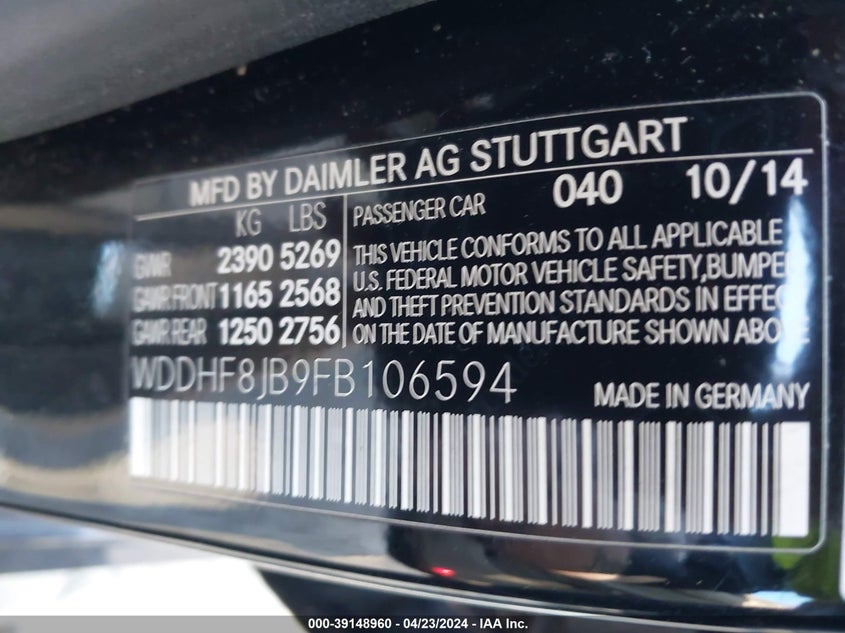 MFD BY DAIMLER AG STUTTGART
KG LBS
GVWR 2390 5269
GAWR FRONT 1165 2568
GAWR REAR 1250 2756
PASSENGER CAR 040 10/14
THIS VEHICLE CONFORMS TO ALL APPLICABLE
U.S. FEDERAL MOTOR VEHICLE SAFETY, BUMPER
AND THEFT PREVENTION STANDARDS IN EFFECT
ON THE DATE OF MANUFACTURE SHOWN ABOVE.
WDDHF8JB9FB106594
MADE IN GERMANY
000-39148960 - 04/23/2024 - IAA Inc.